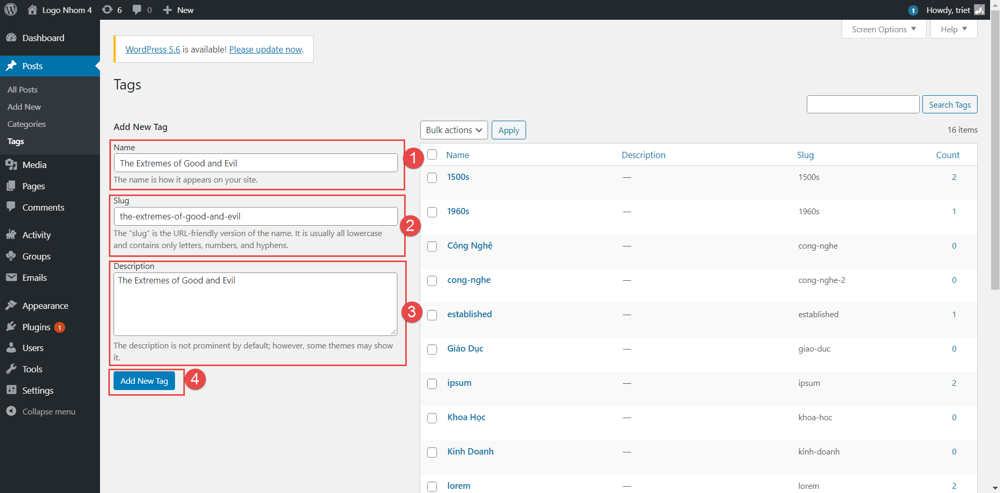 Logo Nhom 4 6 0 New 1 Howdy, triet
Screen Options Help
Dashboard
Posts
All Posts
Add New
Categories
Tags
Media
Pages
Comments
Activity
Groups
Emails
Appearance
Plugins 1
Users
Tools
Settings
Collapse menu
WordPress 5.6 is available! Please update now.
Tags
Search Tags
Add New Tag
Name
The Extremes of Good and Evil
The name is how it appears on your site.
1
Slug
the-extremes-of-good-and-evil
The “slug” is the URL-friendly version of the name. It is usually all lowercase
and contains only letters, numbers, and hyphens.
2
Description
The Extremes of Good and Evil
The description is not prominent by default; however, some themes may show
it.
3
Add New Tag
4
Bulk actions Apply 16 items
Name Description Slug Count
1500s — 1500s 2
1960s — 1960s 1
Công Nghệ — cong-nghe 0
cong-nghe — cong-nghe-2 0
established — established 1
Giáo Dục — giao-duc 0
ipsum — ipsum 2
Khoa Học — khoa-hoc 0
Kinh Doanh — kinh-doanh 0
lorem — lorem 2